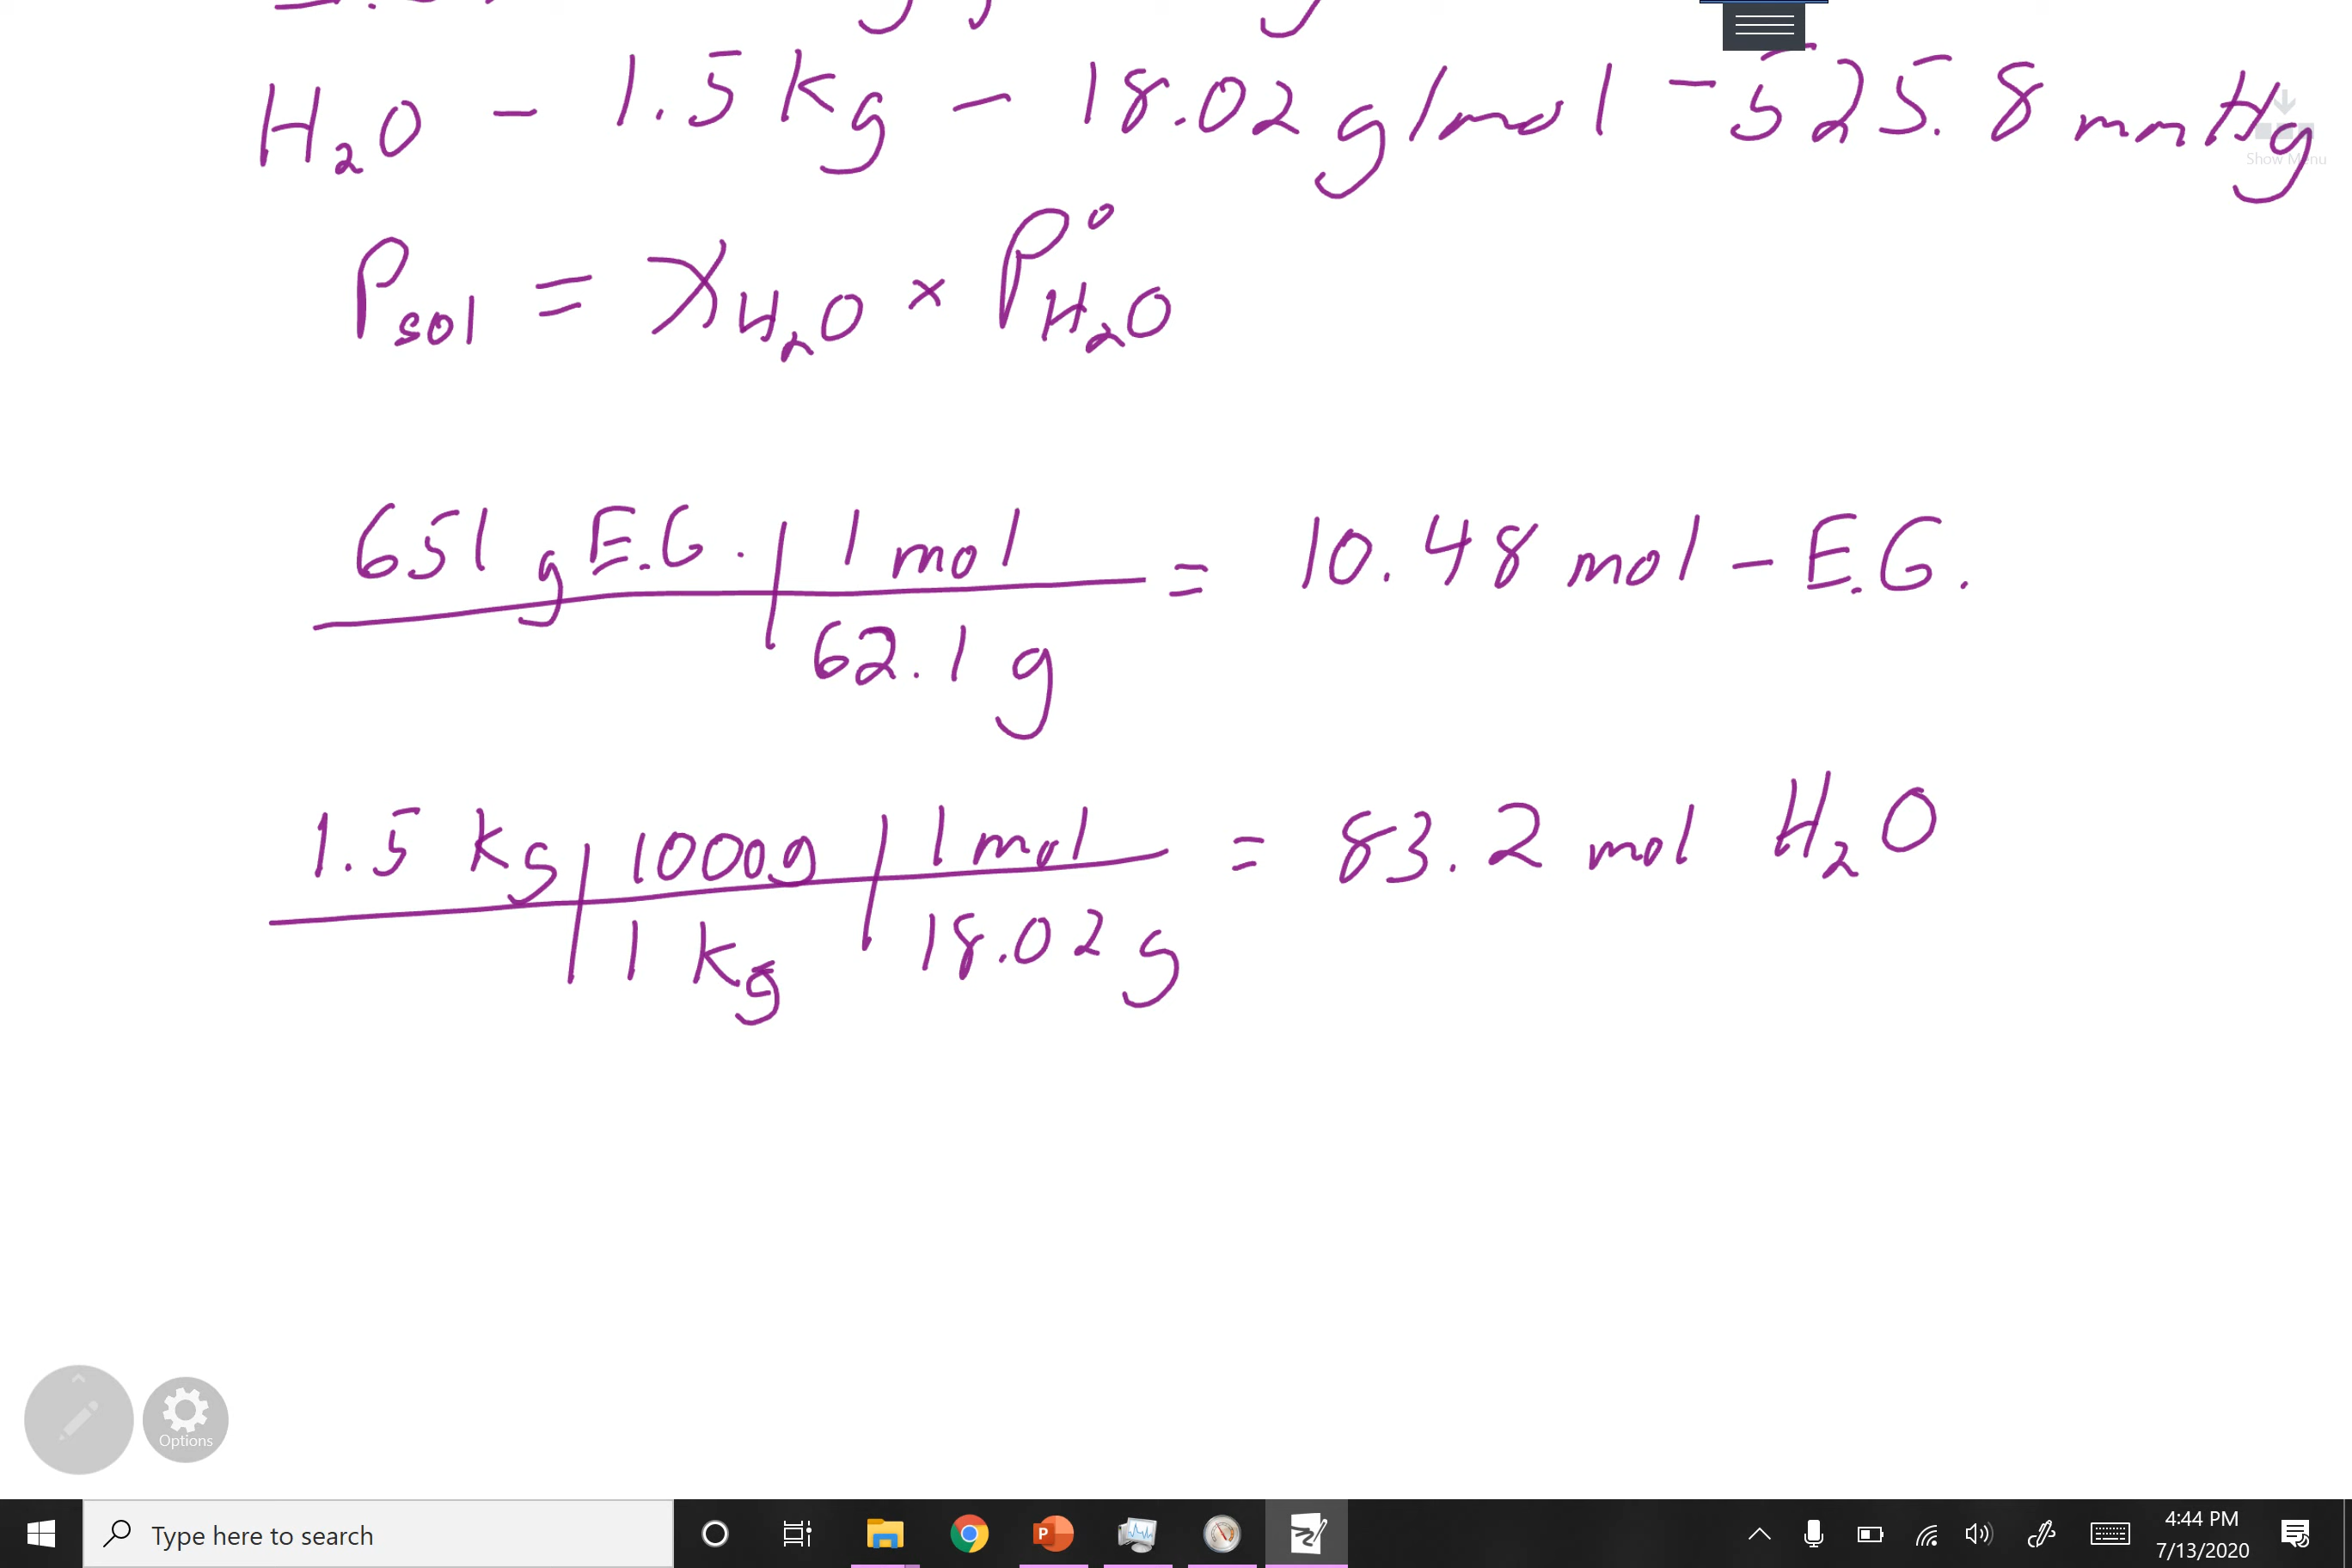 H₂O – 1.5 kg – 18.02 g/mol – 525.8 mmHg
Show Menu
P_sol = X_H₂O × P°_H₂O
651 g E.G. | 1 mol = 10.48 mol – E.G.
62.1 g
1.5 kg | 1000g | 1 mol = 83.2 mol H₂O
1 kg | 18.02 g
Options
Type here to search
4:44 PM
7/13/2020